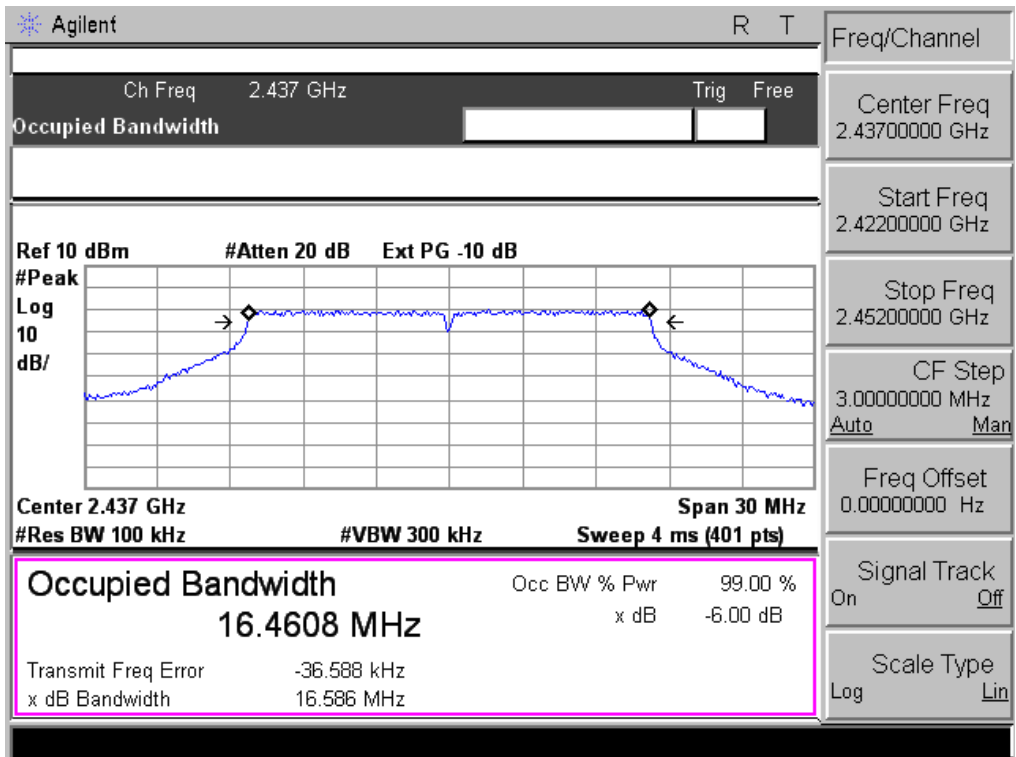 Agilent R T
Ch Freq 2.437 GHz Trig Free
Occupied Bandwidth
Ref 10 dBm #Atten 20 dB Ext PG -10 dB
#Peak
Log
10
dB/
Center 2.437 GHz Span 30 MHz
#Res BW 100 kHz #VBW 300 kHz Sweep 4 ms (401 pts)
Occupied Bandwidth Occ BW % Pwr 99.00 %
16.4608 MHz x dB -6.00 dB
Transmit Freq Error -36.588 kHz
x dB Bandwidth 16.586 MHz
Freq/Channel
Center Freq
2.43700000 GHz
Start Freq
2.42200000 GHz
Stop Freq
2.45200000 GHz
CF Step
3.00000000 MHz
Auto Man
Freq Offset
0.00000000 Hz
Signal Track
On Off
Scale Type
Log Lin